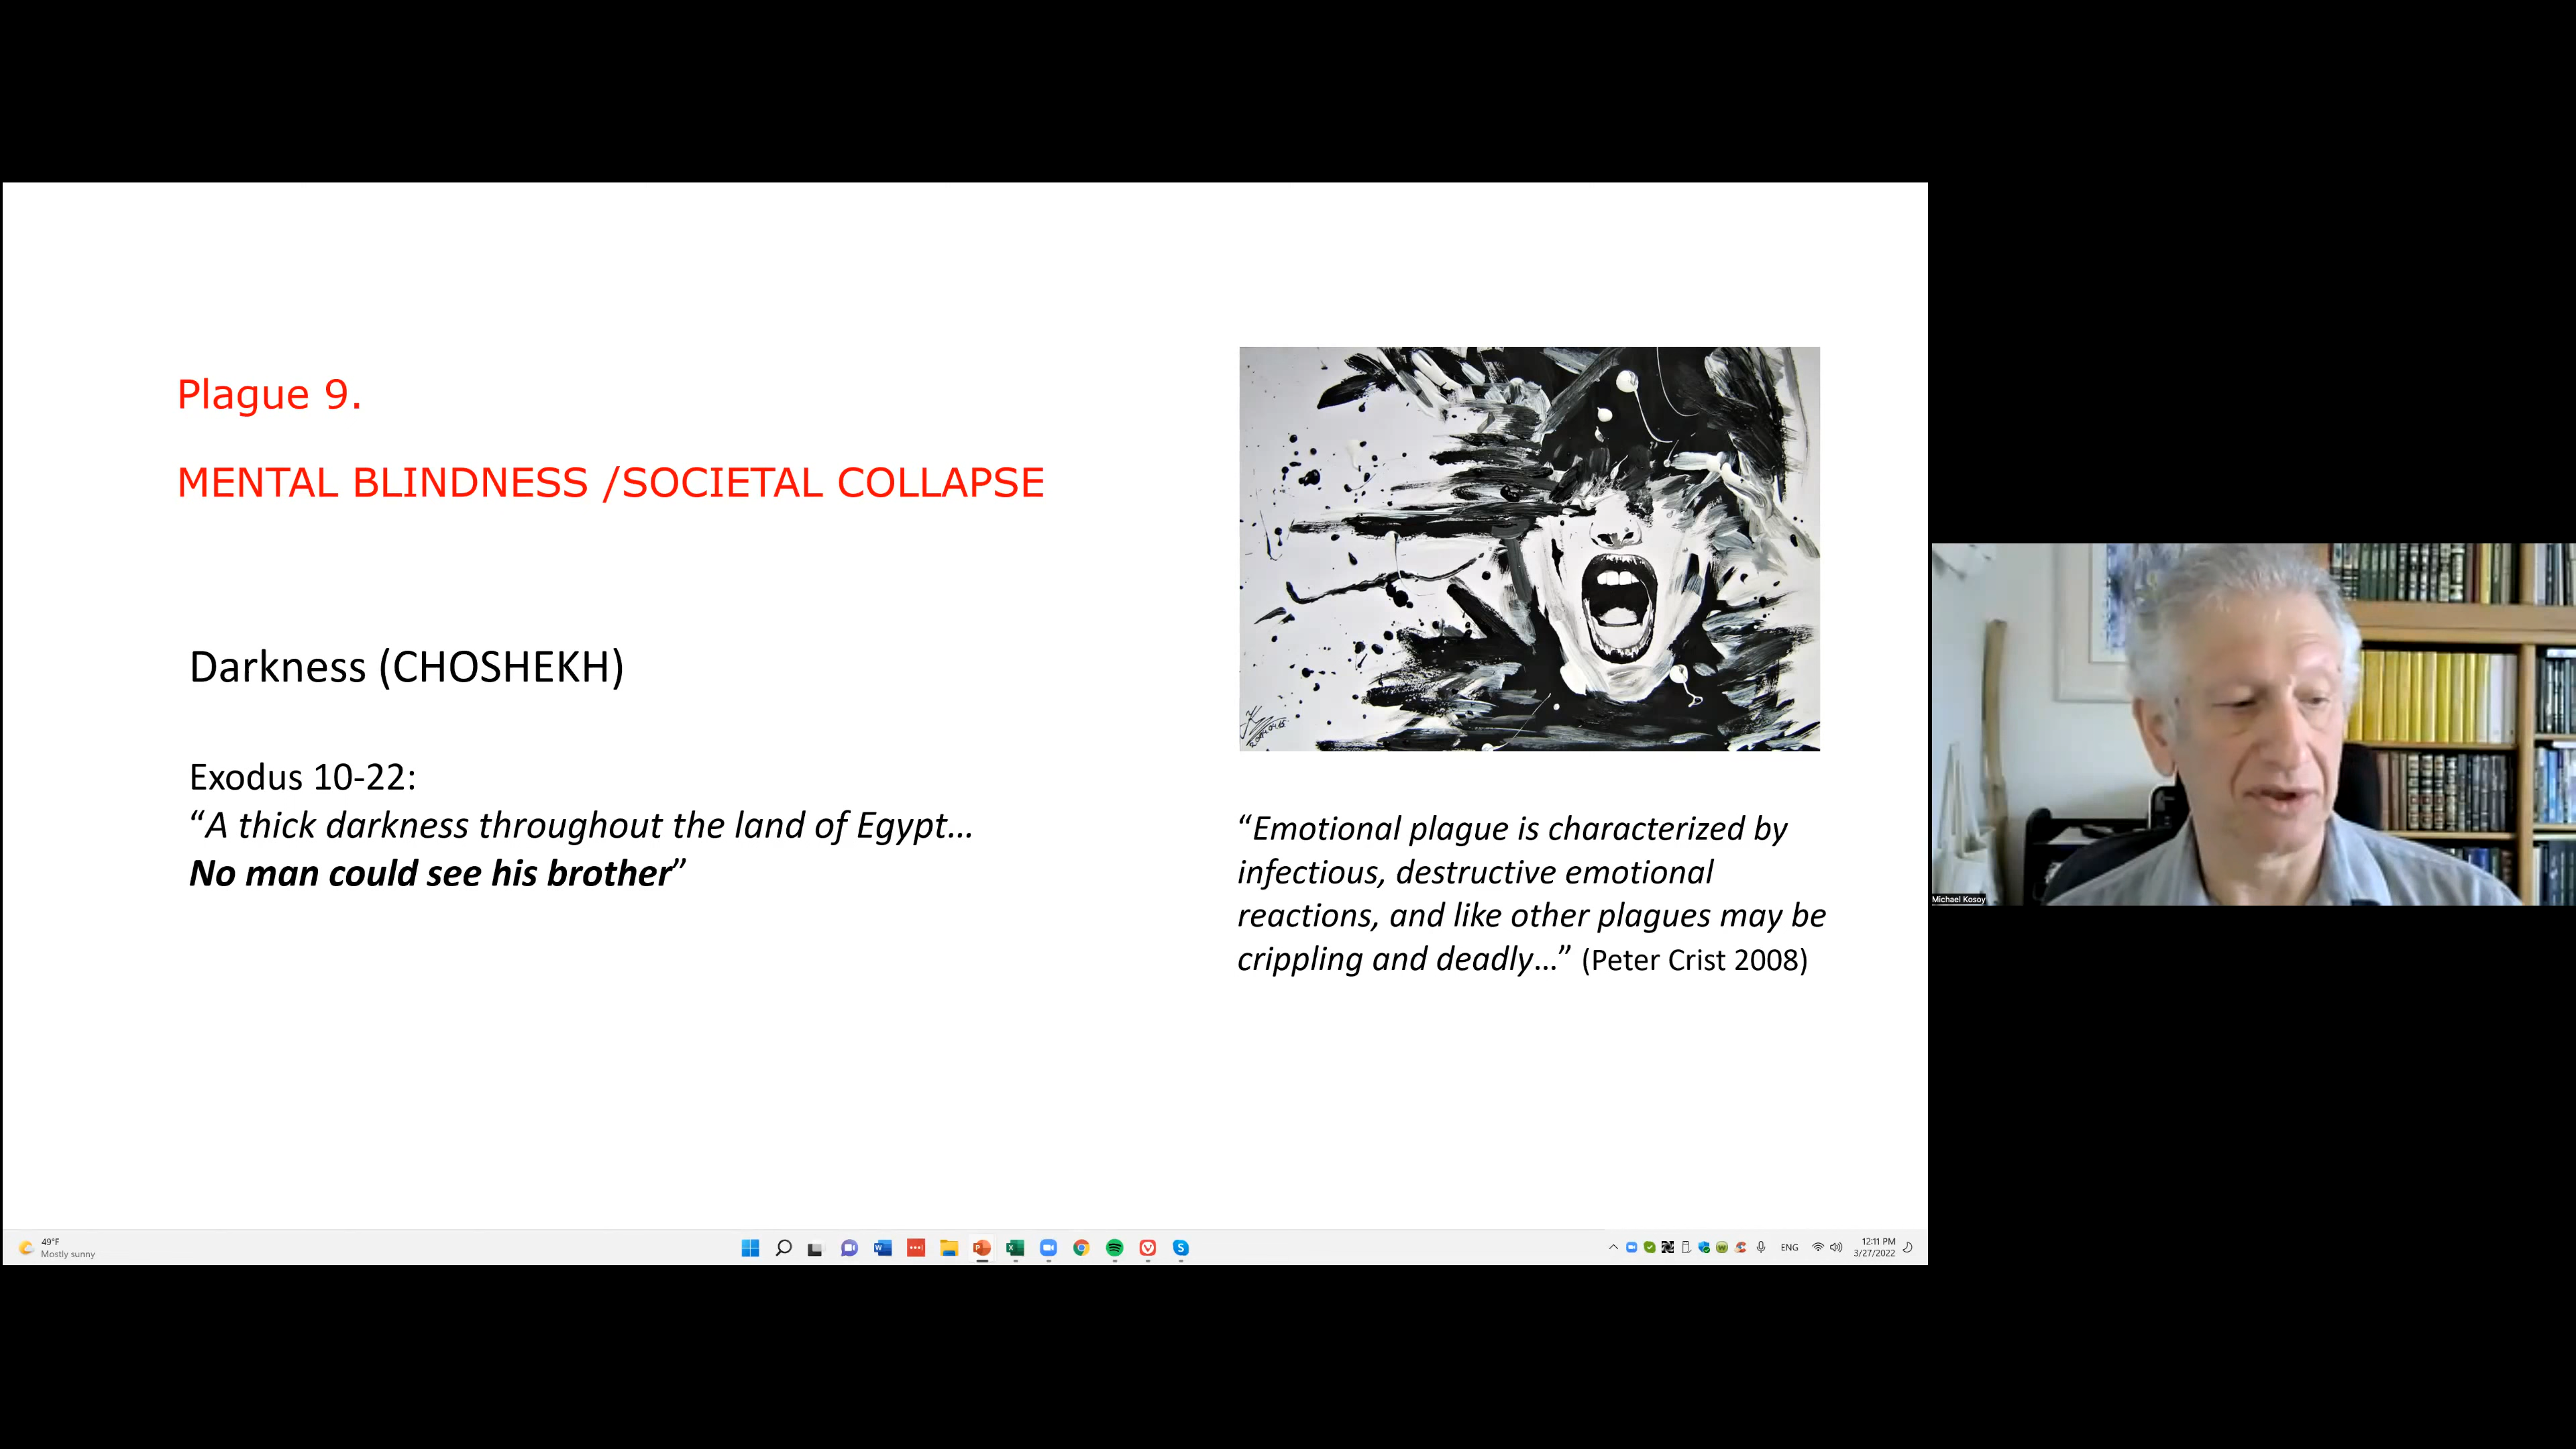 Plague 9.
MENTAL BLINDNESS /SOCIETAL COLLAPSE
Darkness (CHOSHEKH)
Exodus 10-22:
“A thick darkness throughout the land of Egypt…
No man could see his brother”
“Emotional plague is characterized by
infectious, destructive emotional
reactions, and like other plagues may be
crippling and deadly…” (Peter Crist 2008)
Michael Kosoy
49°F
Mostly sunny
ENG
12:11 PM
3/27/2022